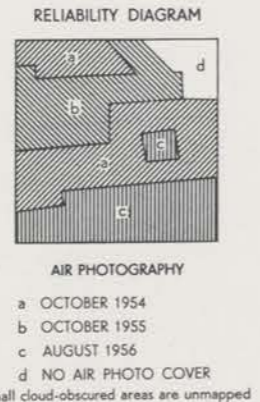 RELIABILITY DIAGRAM
a
d
b
c
a
c
AIR PHOTOGRAPHY
a OCTOBER 1954
b OCTOBER 1955
c AUGUST 1956
d NO AIR PHOTO COVER
cloud-obscured areas are unmapped